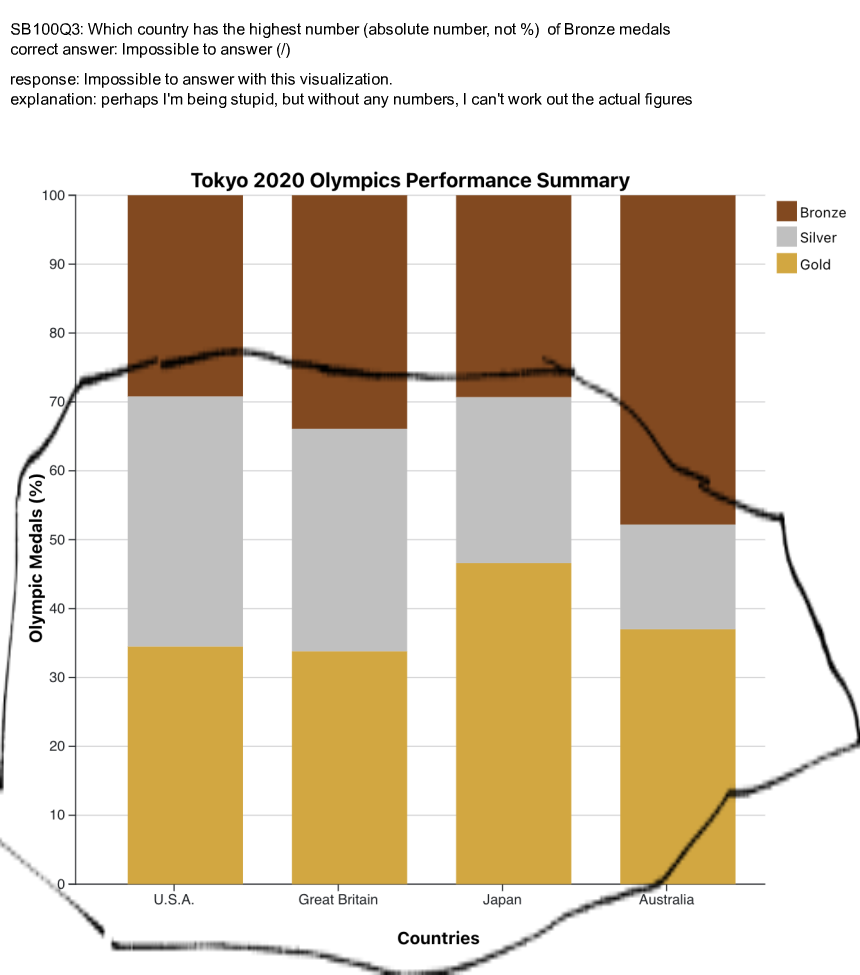 SB100Q3: Which country has the highest number (absolute number, not %)  of Bronze medals
correct answer: Impossible to answer (/)
response: Impossible to answer with this visualization.
explanation: perhaps I'm being stupid, but without any numbers, I can't work out the actual figures
Tokyo 2020 Olympics Performance Summary
100
90
80
70
60
50
40
30
20
10
0
Olympic Medals (%)
Bronze
Silver
Gold
U.S.A.
Great Britain
Japan
Australia
Countries